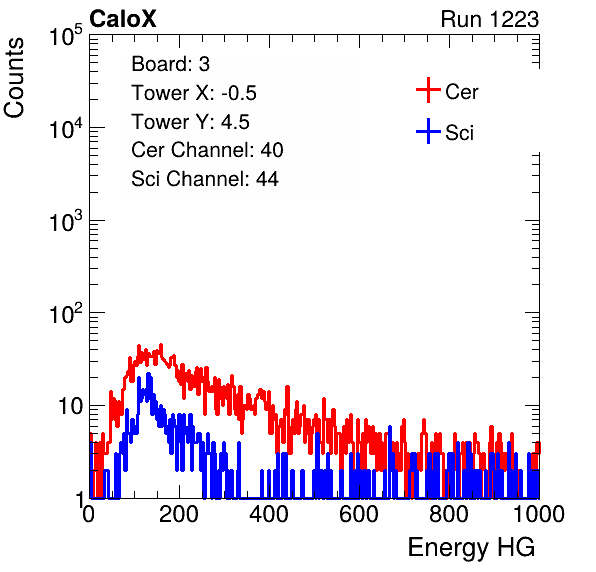 CaloX Run 1223
Counts
10^5
10^4
10^3
10^2
10
1
Board: 3
Tower X: -0.5
Tower Y: 4.5
Cer Channel: 40
Sci Channel: 44
Cer
Sci
0 200 400 600 800 1000
Energy HG